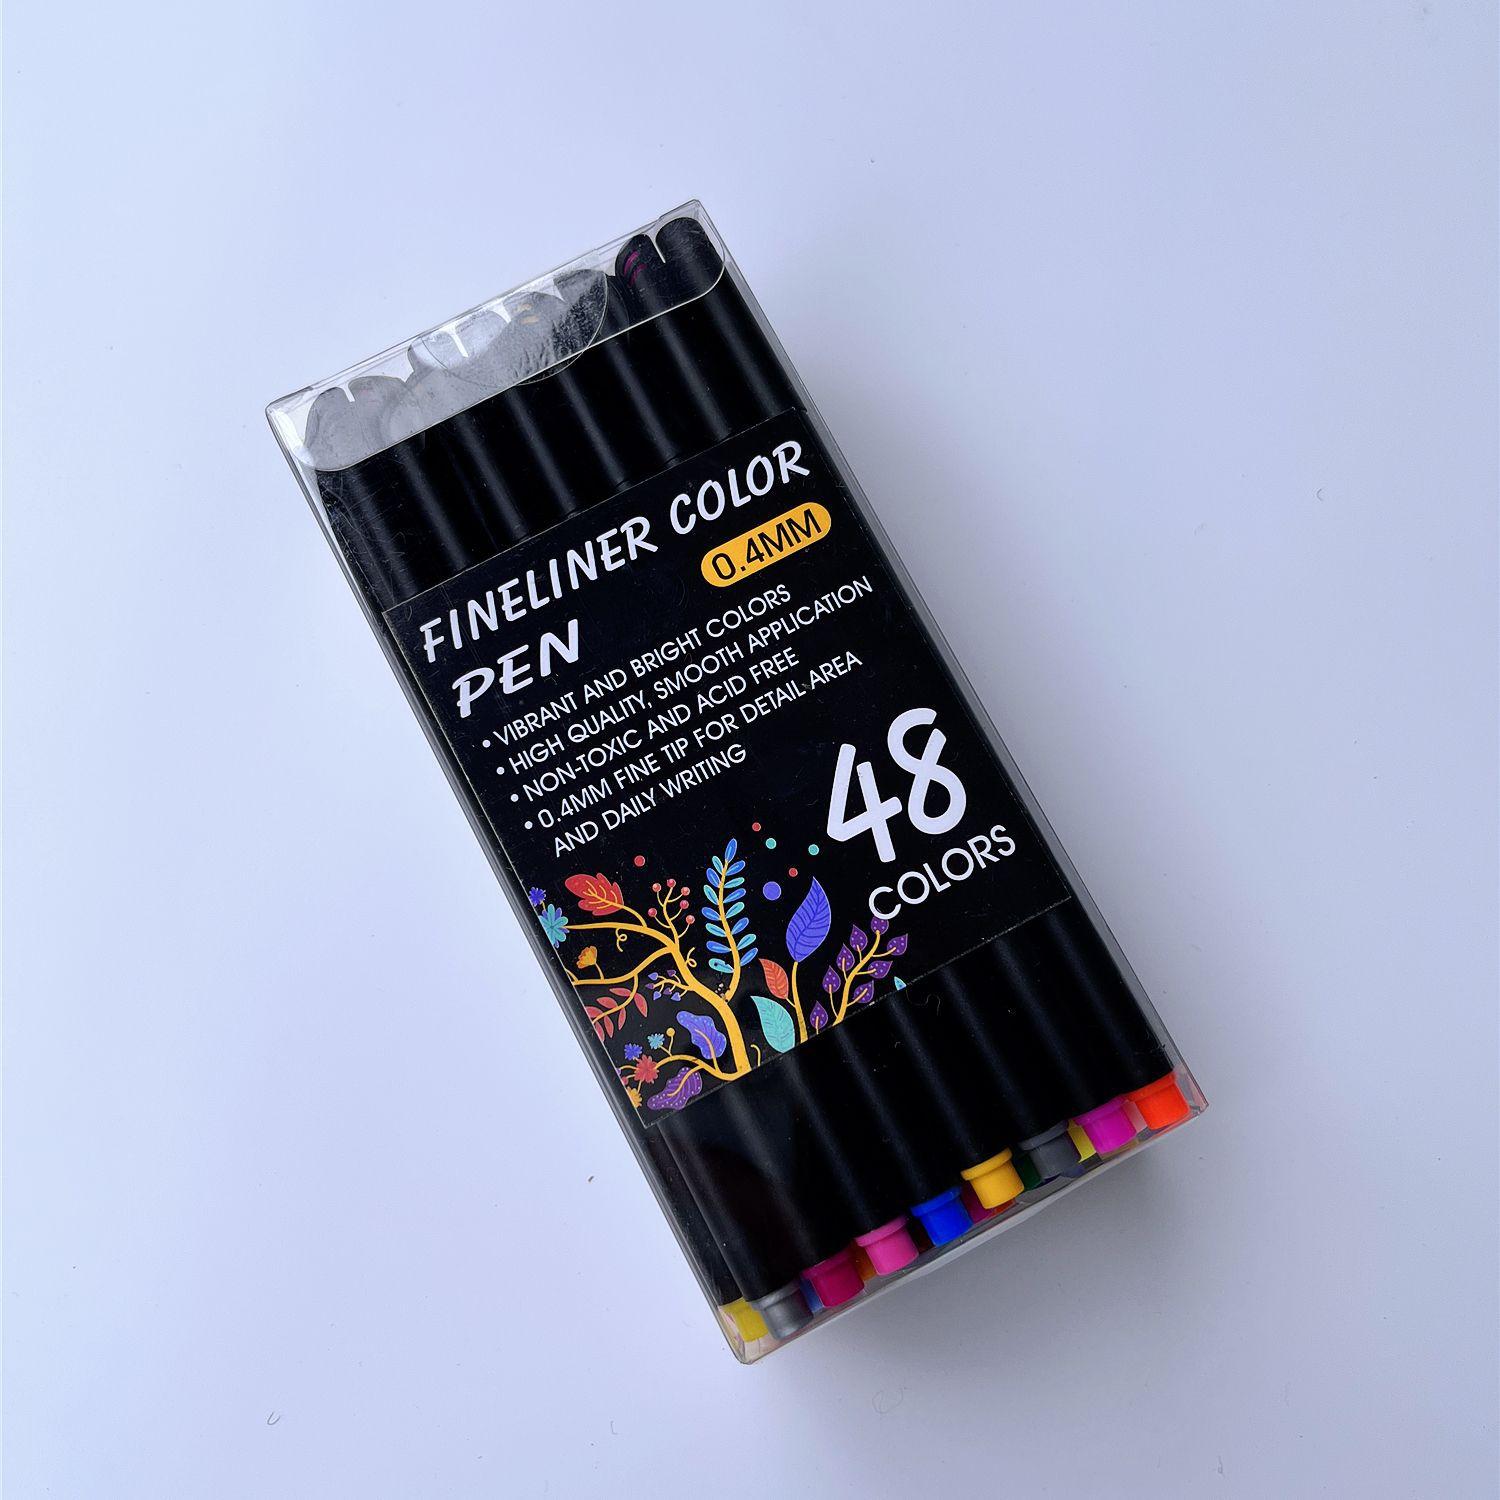 FINELINER COLOR
PEN
0.4MM
• VIBRANT AND BRIGHT COLORS
• HIGH QUALITY, SMOOTH APPLICATION
• NON-TOXIC AND ACID FREE
• 0.4MM FINE TIP FOR DETAIL AREA
AND DAILY WRITING
48
COLORS